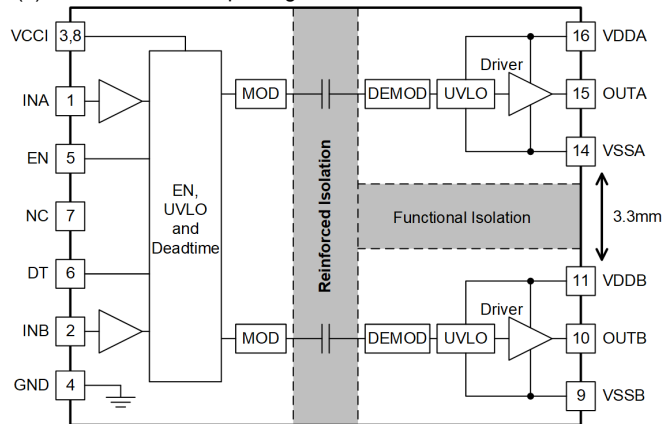 VCCI 3,8
INA 1
EN 5
NC 7
DT 6
INB 2
GND 4
EN,
UVLO
and
Deadtime
MOD
MOD
Reinforced Isolation
DEMOD UVLO
Driver
16 VDDA
15 OUTA
14 VSSA
Functional Isolation
3.3mm
DEMOD UVLO
Driver
11 VDDB
10 OUTB
9 VSSB